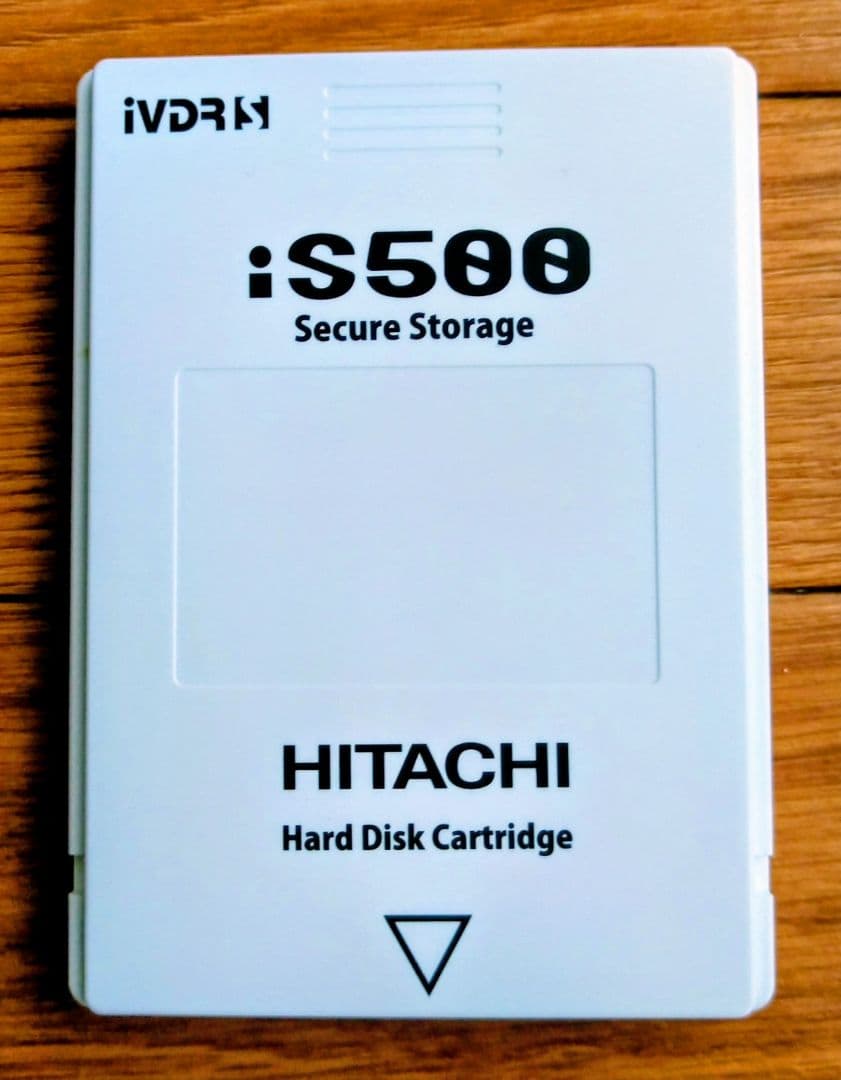 iVDR S
iS500
Secure Storage
HITACHI
Hard Disk Cartridge